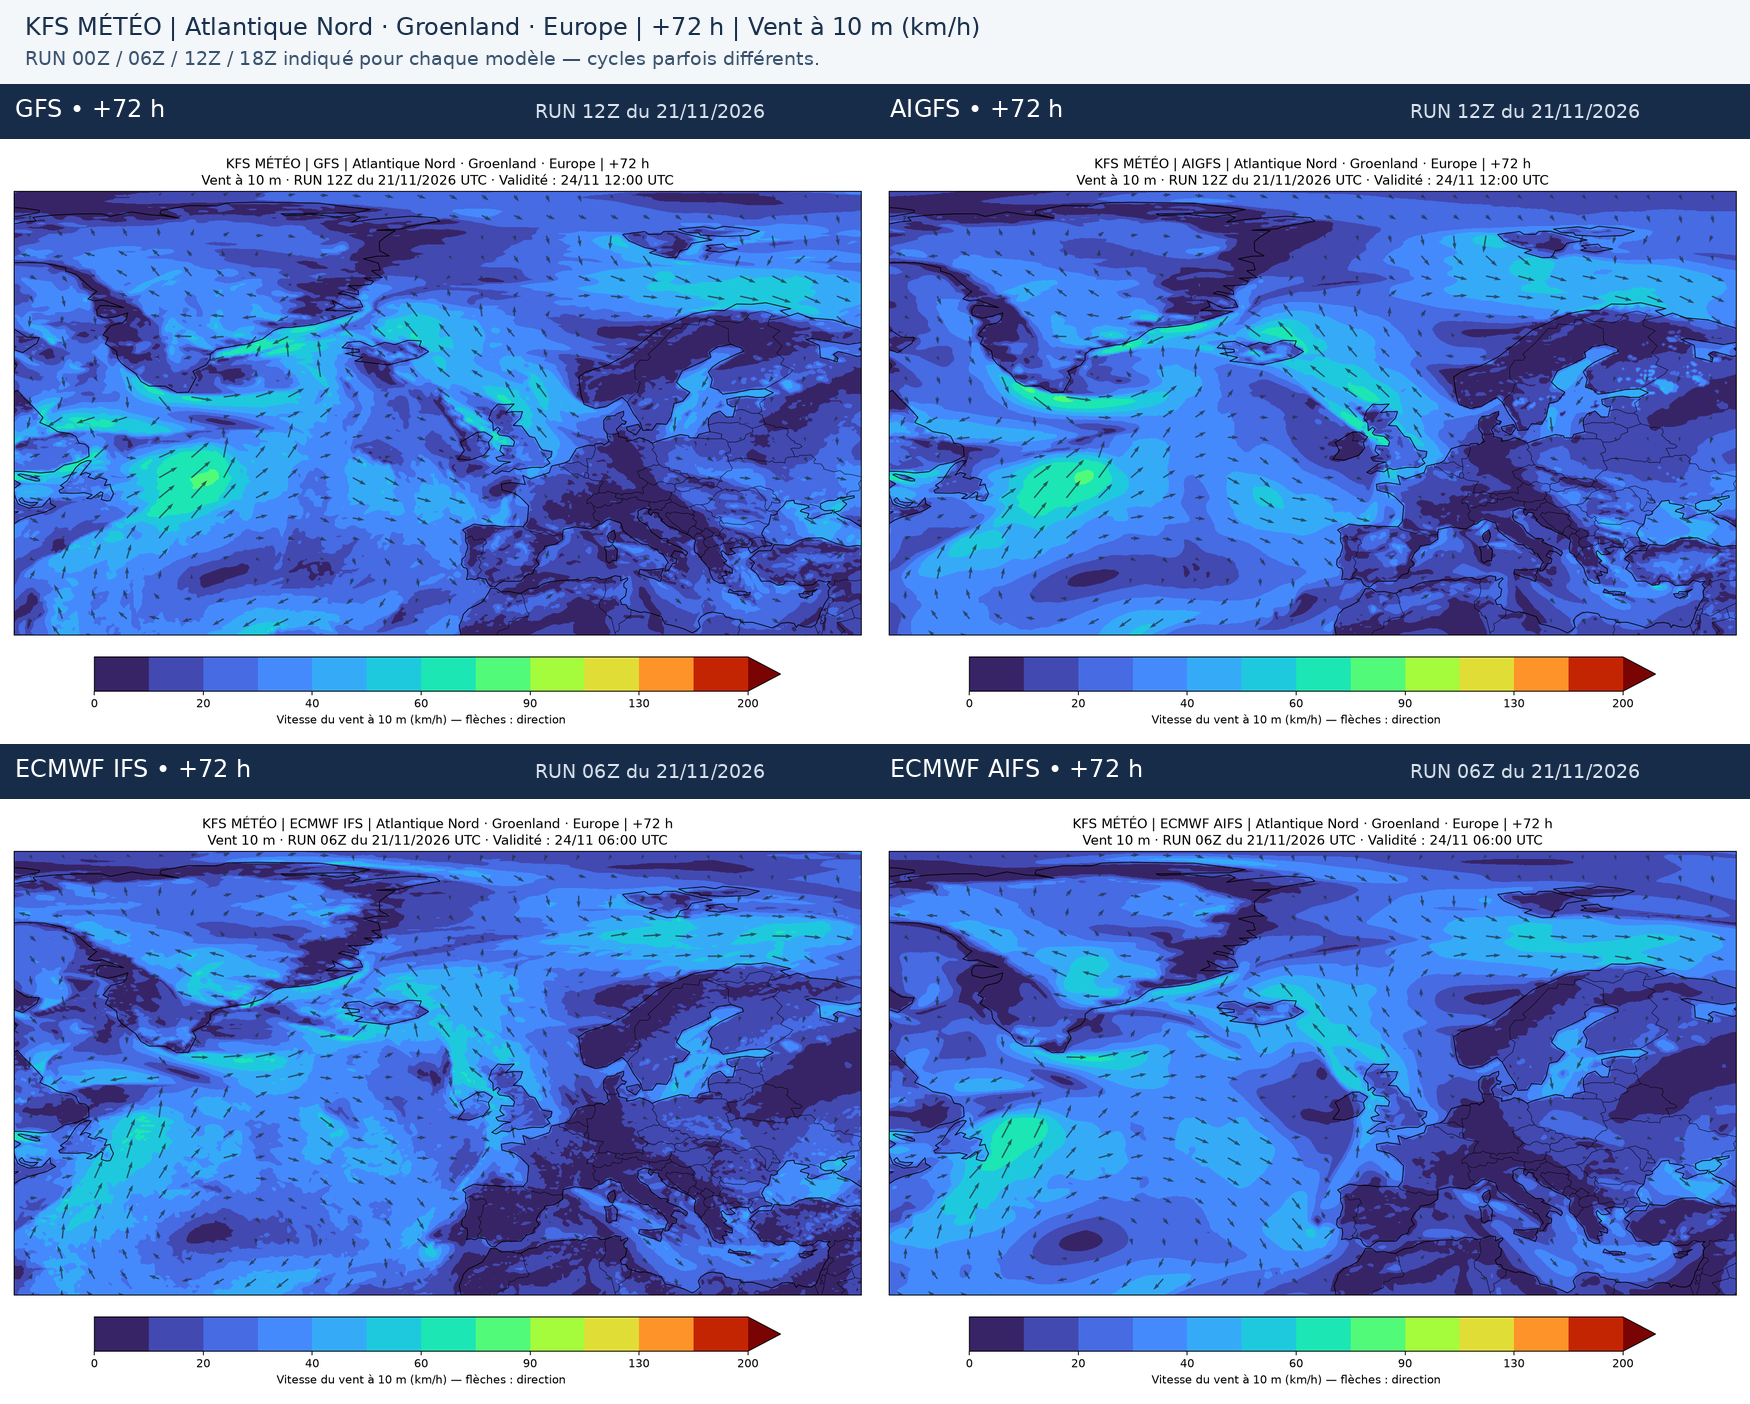 KFS MÉTÉO | Atlantique Nord · Groenland · Europe | +72 h | Vent à 10 m (km/h)
RUN 00Z / 06Z / 12Z / 18Z indiqué pour chaque modèle — cycles parfois différents.
GFS • +72 h
RUN 12Z du 21/11/2026
KFS MÉTÉO | GFS | Atlantique Nord · Groenland · Europe | +72 h
Vent à 10 m · RUN 12Z du 21/11/2026 UTC · Validité : 24/11 12:00 UTC
0 20 40 60 90 130 200
Vitesse du vent à 10 m (km/h) — flèches : direction
AIGFS • +72 h
RUN 12Z du 21/11/2026
KFS MÉTÉO | AIGFS | Atlantique Nord · Groenland · Europe | +72 h
Vent à 10 m · RUN 12Z du 21/11/2026 UTC · Validité : 24/11 12:00 UTC
0 20 40 60 90 130 200
Vitesse du vent à 10 m (km/h) — flèches : direction
ECMWF IFS • +72 h
RUN 06Z du 21/11/2026
KFS MÉTÉO | ECMWF IFS | Atlantique Nord · Groenland · Europe | +72 h
Vent 10 m · RUN 06Z du 21/11/2026 UTC · Validité : 24/11 06:00 UTC
0 20 40 60 90 130 200
Vitesse du vent à 10 m (km/h) — flèches : direction
ECMWF AIFS • +72 h
RUN 06Z du 21/11/2026
KFS MÉTÉO | ECMWF AIFS | Atlantique Nord · Groenland · Europe | +72 h
Vent 10 m · RUN 06Z du 21/11/2026 UTC · Validité : 24/11 06:00 UTC
0 20 40 60 90 130 200
Vitesse du vent à 10 m (km/h) — flèches : direction